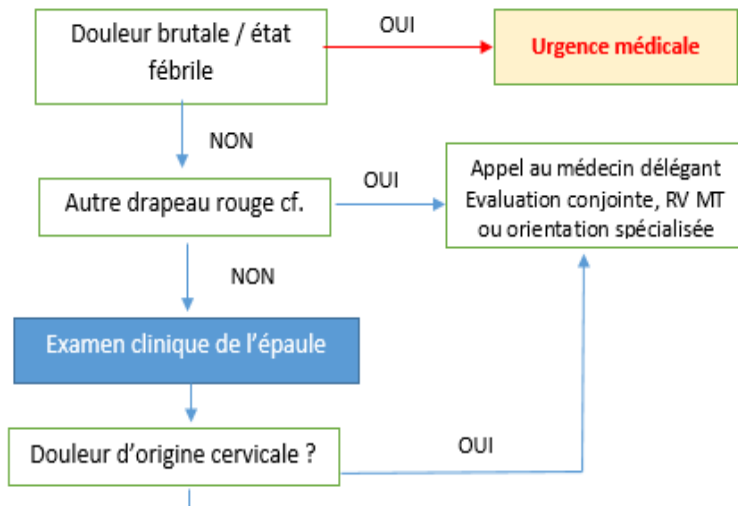 Douleur brutale / état
fébrile
OUI
Urgence médicale
NON
Autre drapeau rouge cf.
OUI
Appel au médecin délégant
Evaluation conjointe, RV MT
ou orientation spécialisée
NON
Examen clinique de l'épaule
Douleur d'origine cervicale ?
OUI